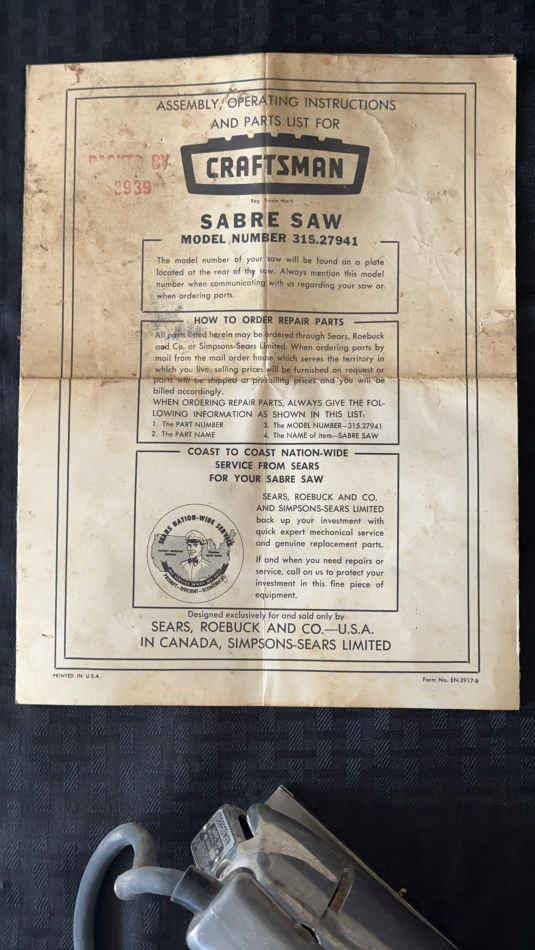 ASSEMBLY, OPERATING INSTRUCTIONS
AND PARTS LIST FOR
PACKED BY
3939
CRAFTSMAN
Reg. Trade Mark
SABRE SAW
MODEL NUMBER 315.27941
The model number of your saw will be found on a plate
located at the rear of the saw. Always mention this model
number when communicating with us regarding your saw or
when ordering parts.
HOW TO ORDER REPAIR PARTS
All parts listed herein may be ordered through Sears, Roebuck
and Co. or Simpsons-Sears Limited. When ordering parts by
mail from the mail order house which serves the territory in
which you live, selling prices will be furnished on request or
parts will be shipped at prevailing prices and you will be
billed accordingly.
WHEN ORDERING REPAIR PARTS, ALWAYS GIVE THE FOL-
LOWING INFORMATION AS SHOWN IN THIS LIST:
1. The PART NUMBER
2. The PART NAME
3. The MODEL NUMBER—315.27941
4. The NAME of item—SABRE SAW
COAST TO COAST NATION-WIDE
SERVICE FROM SEARS
FOR YOUR SABRE SAW
SEARS NATION-WIDE SERVICE
SEARS, ROEBUCK AND CO.
AND SIMPSONS-SEARS LIMITED
back up your investment with
quick expert mechanical service
and genuine replacement parts.
If and when you need repairs or
service, call on us to protect your
investment in this fine piece of
equipment.
Designed exclusively for and sold only by
SEARS, ROEBUCK AND CO.—U.S.A.
IN CANADA, SIMPSONS-SEARS LIMITED
PRINTED IN U.S.A.
Form No. EN-2917-B